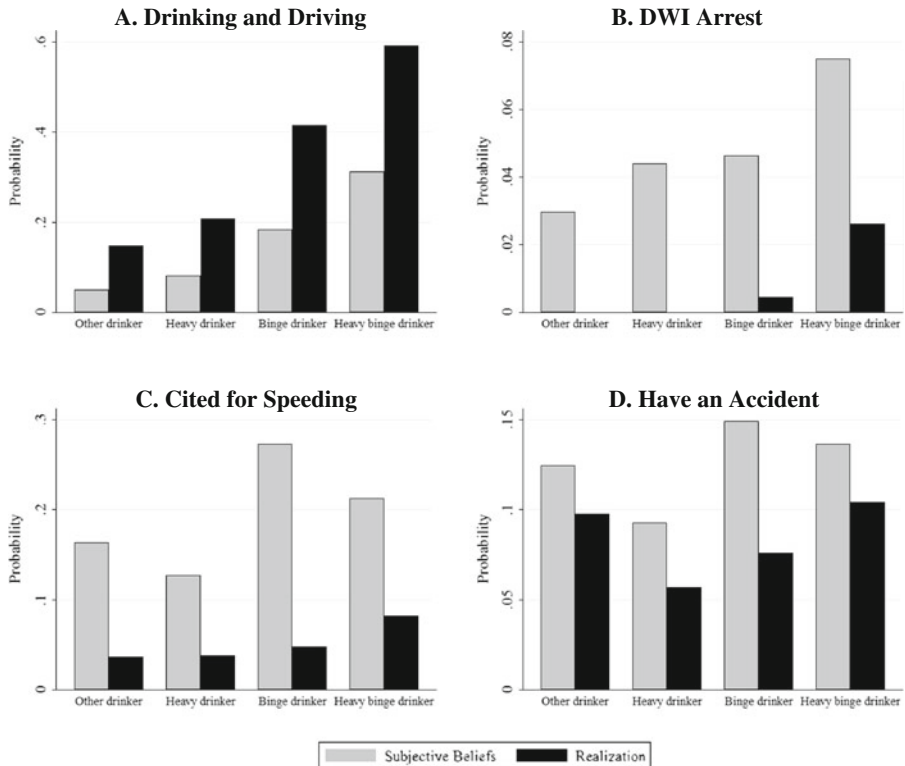 A. Drinking and Driving
Probability
0 .2 .4 .6
Other drinker Heavy drinker Binge drinker Heavy binge drinker
B. DWI Arrest
Probability
0 .02 .04 .06 .08
Other drinker Heavy drinker Binge drinker Heavy binge drinker
C. Cited for Speeding
Probability
0 .1 .2 .3
Other drinker Heavy drinker Binge drinker Heavy binge drinker
D. Have an Accident
Probability
0 .05 .1 .15
Other drinker Heavy drinker Binge drinker Heavy binge drinker
Subjective Beliefs Realization